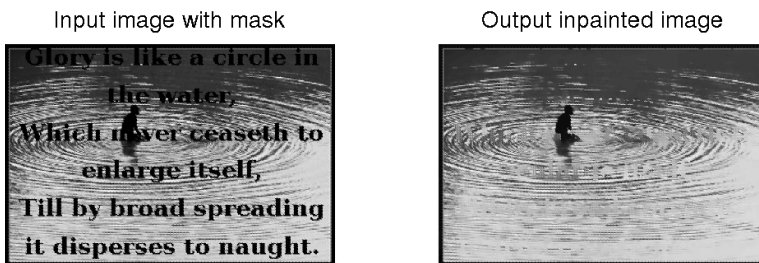 Input image with mask
Output inpainted image
Glory is like a circle in
the water,
Which never ceaseth to
enlarge itself,
Till by broad spreading
it disperses to naught.